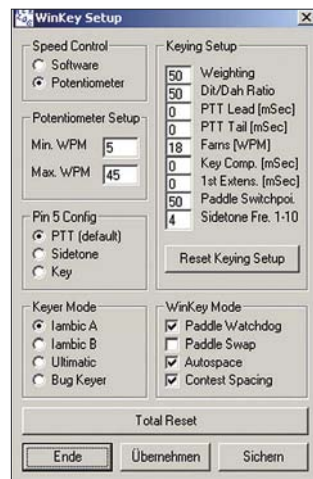 WinKey Setup
Speed Control
Software
Potentiometer
Potentiometer Setup
Min. WPM 5
Max. WPM 45
Pin 5 Config
PTT (default)
Sidetone
Key
Keyer Mode
Iambic A
Iambic B
Ultimatic
Bug Keyer
Keying Setup
50 Weighting
50 Dit/Dah Ratio
0 PTT Lead [mSec]
0 PTT Tail [mSec]
18 Farns [WPM]
0 Key Comp. [mSec]
0 1st Extens. [mSec]
50 Paddle Switchpoi.
4 Sidetone Fre. 1-10
Reset Keying Setup
WinKey Mode
Paddle Watchdog
Paddle Swap
Autospace
Contest Spacing
Total Reset
Ende Übernehmen Sichern